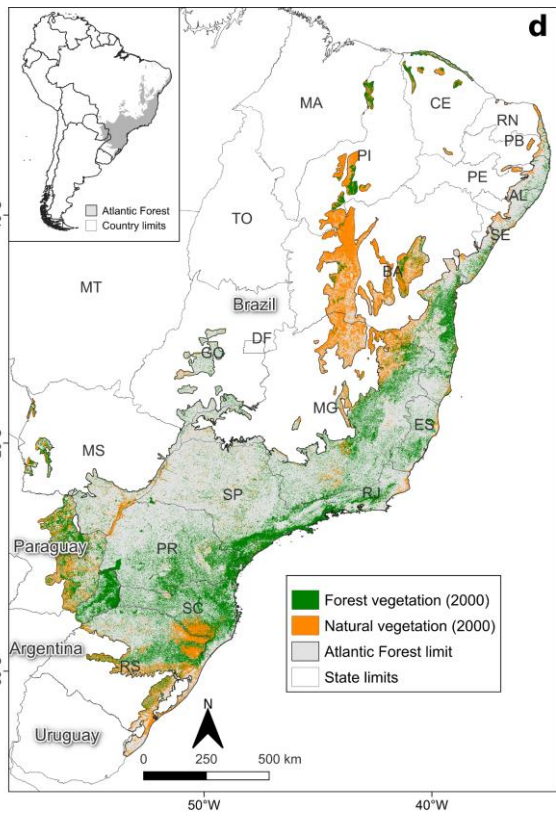 d
Atlantic Forest
Country limits
MA
CE
RN
PB
PI
PE
AL
SE
TO
BA
MT
Brazil
DF
GO
MG
ES
MS
SP
RJ
Paraguay
PR
SC
Argentina
RS
Uruguay
Forest vegetation (2000)
Natural vegetation (2000)
Atlantic Forest limit
State limits
N
0 250 500 km
50°W 40°W